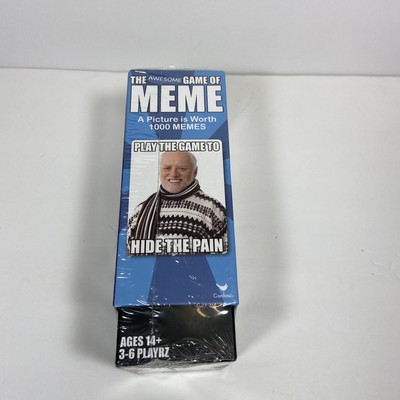 THE AWESOME GAME OF
MEME
A Picture is Worth
1000 MEMES
PLAY THE GAME TO
HIDE THE PAIN
Cardinal
AGES 14+
3-6 PLAYRZ